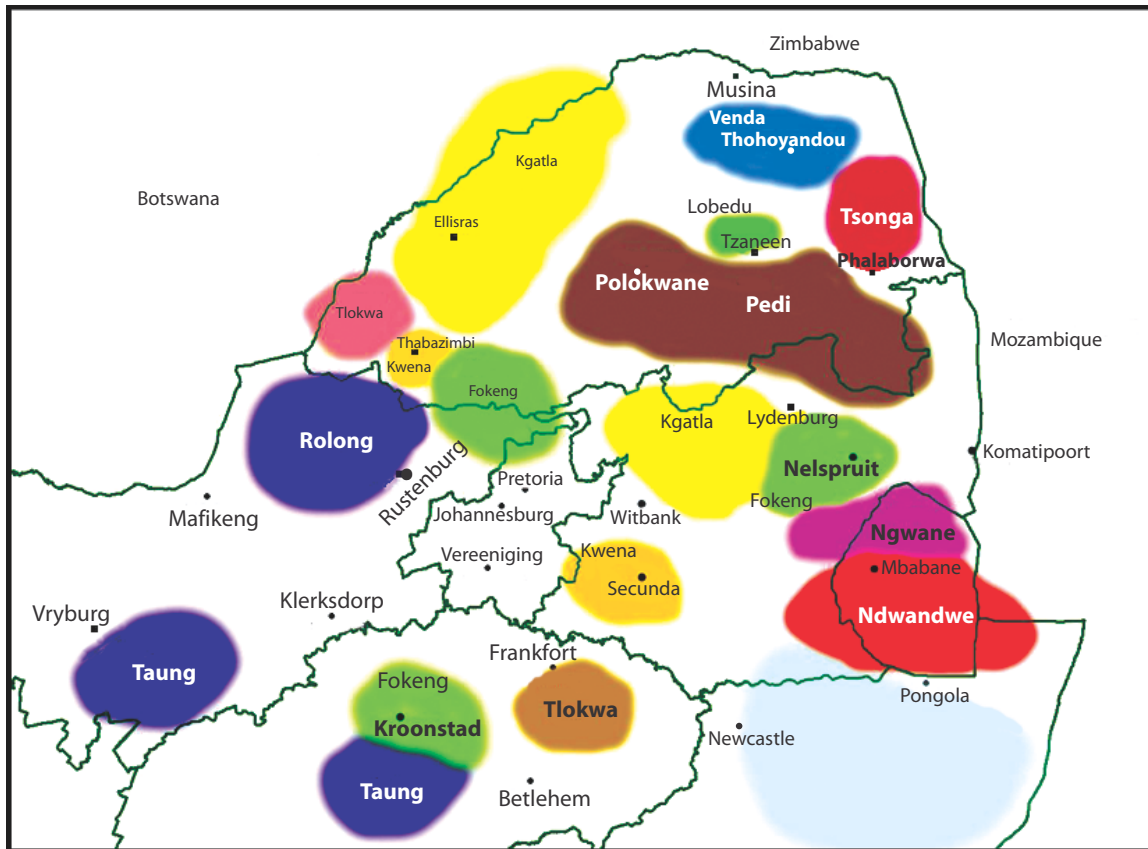 Zimbabwe
Musina
Venda
Thohoyandou
Kgatla
Botswana
Lobedu
Tsonga
Ellisras
Tzaneen
Phalaborwa
Polokwane
Pedi
Tlokwa
Thabazimbi
Kwena
Mozambique
Fokeng
Kgatla
Lydenburg
Rolong
Komatipoort
Nelspruit
Rustenburg
Pretoria
Fokeng
Mafikeng
Johannesburg
Witbank
Ngwane
Vereeniging
Kwena
Mbabane
Secunda
Klerksdorp
Vryburg
Ndwandwe
Frankfort
Taung
Fokeng
Pongola
Tlokwa
Kroonstad
Newcastle
Taung
Betlehem